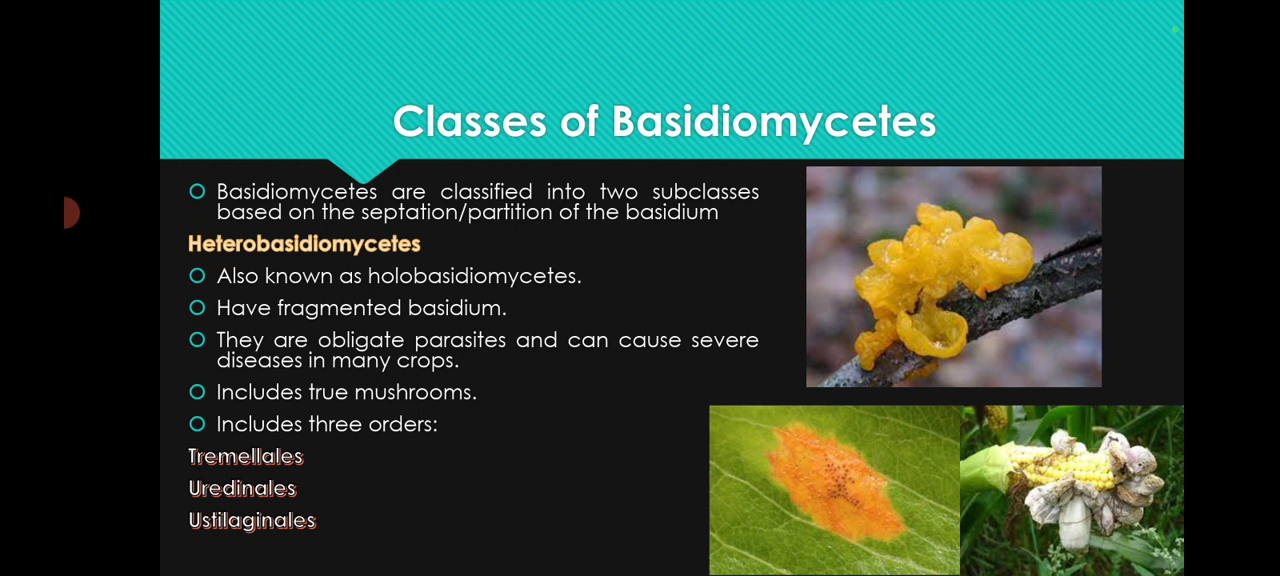 Classes of Basidiomycetes
Basidiomycetes are classified into two subclasses
based on the septation/partition of the basidium
Heterobasidiomycetes
Also known as holobasidiomycetes.
Have fragmented basidium.
They are obligate parasites and can cause severe
diseases in many crops.
Includes true mushrooms.
Includes three orders:
Tremellales
Uredinales
Ustilaginales